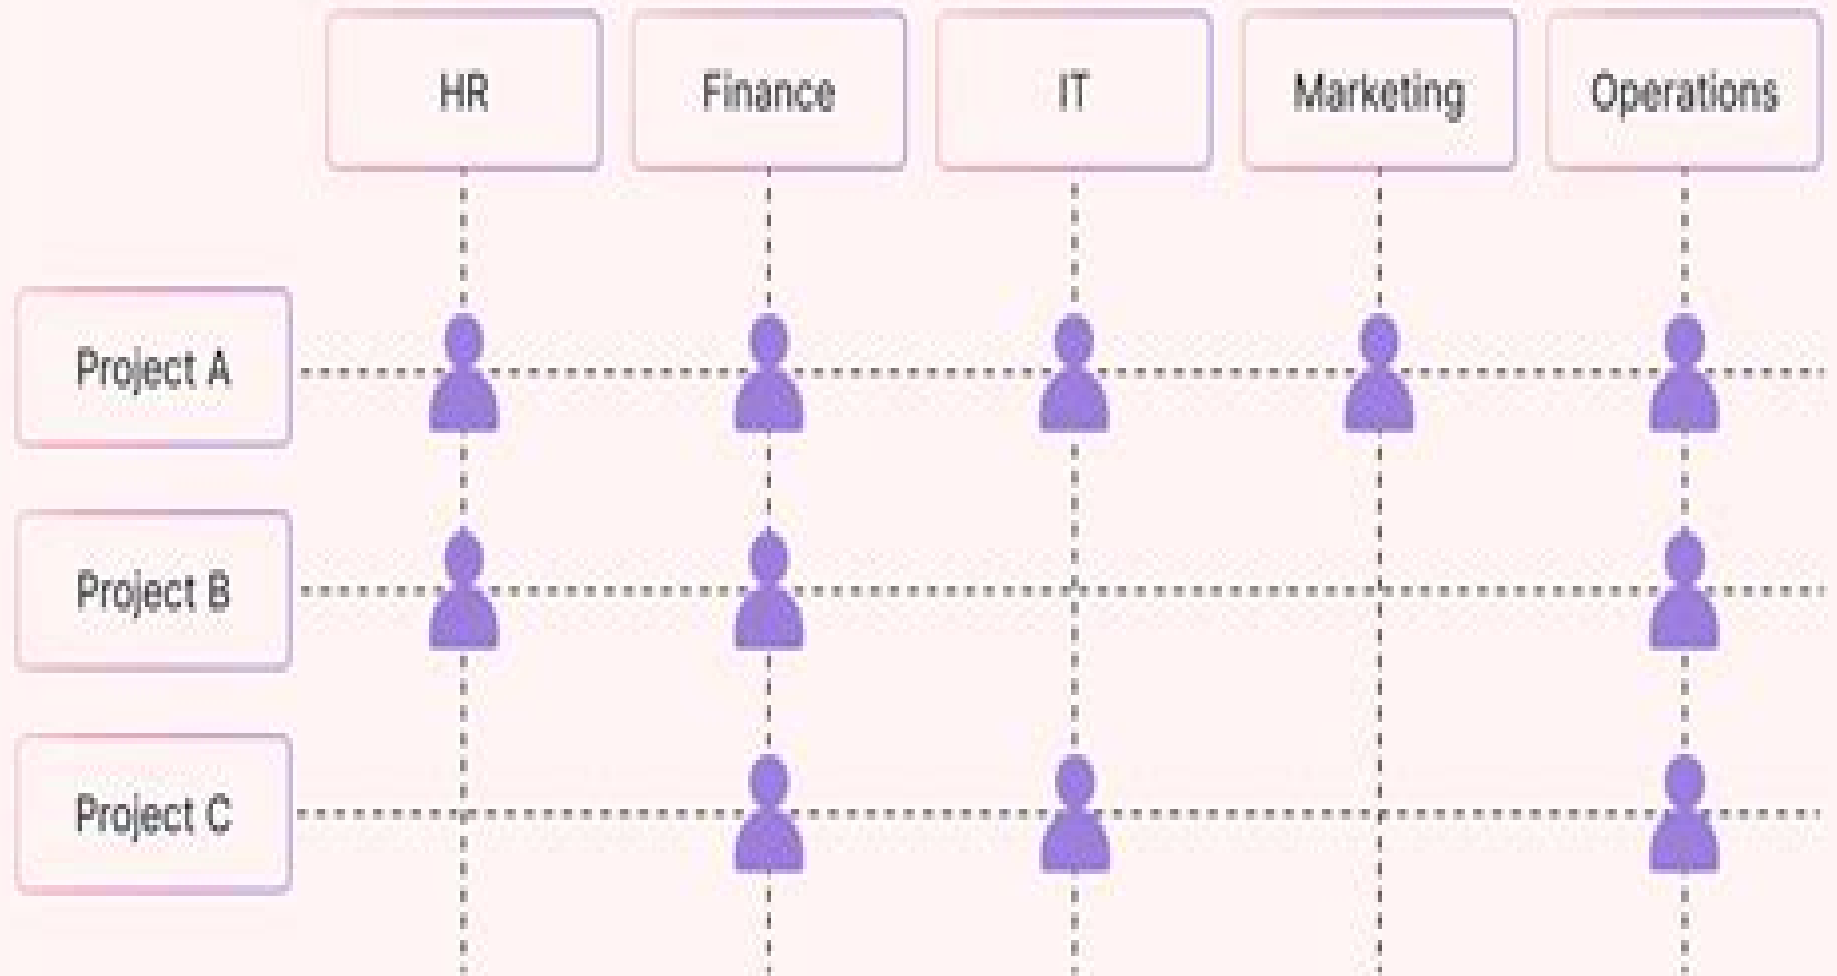 HR
Finance
IT
Marketing
Operations
Project A
Project B
Project C